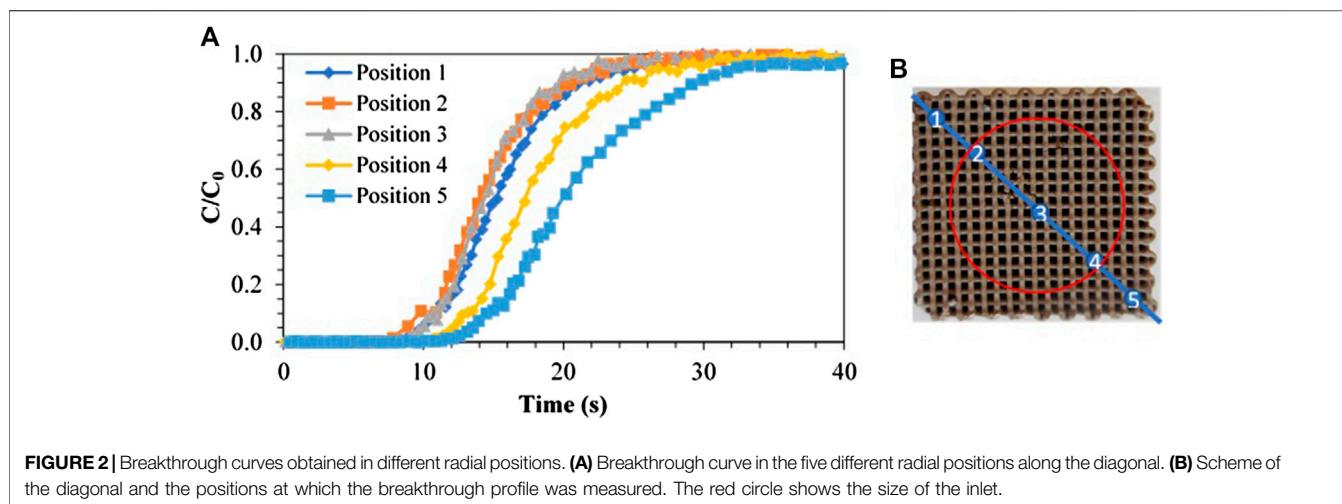 A
1.0
0.8
0.6
0.4
0.2
0.0
C/C0
Position 1
Position 2
Position 3
Position 4
Position 5
0 10 20 30 40
Time (s)
B
1
2
3
4
5
FIGURE 2 | Breakthrough curves obtained in different radial positions. (A) Breakthrough curve in the five different radial positions along the diagonal. (B) Scheme of
the diagonal and the positions at which the breakthrough profile was measured. The red circle shows the size of the inlet.